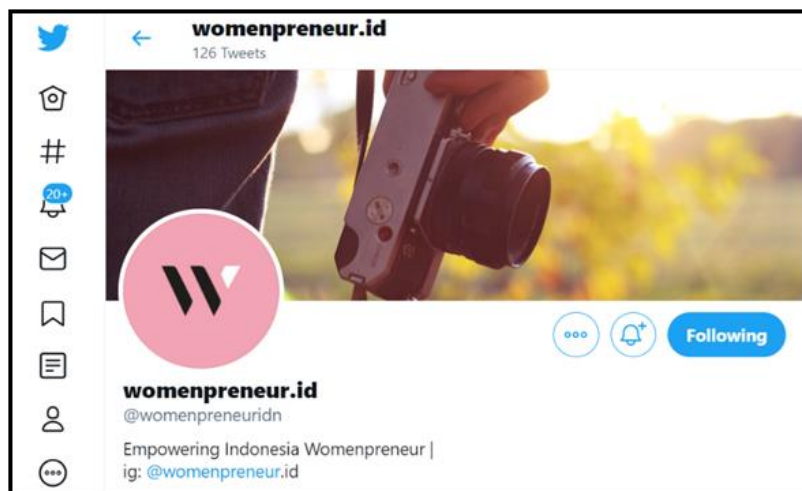 womenpreneur.id
126 Tweets
20+
Following
womenpreneur.id
@womenpreneuridn
Empowering Indonesia Womenpreneur |
ig: @womenpreneur.id